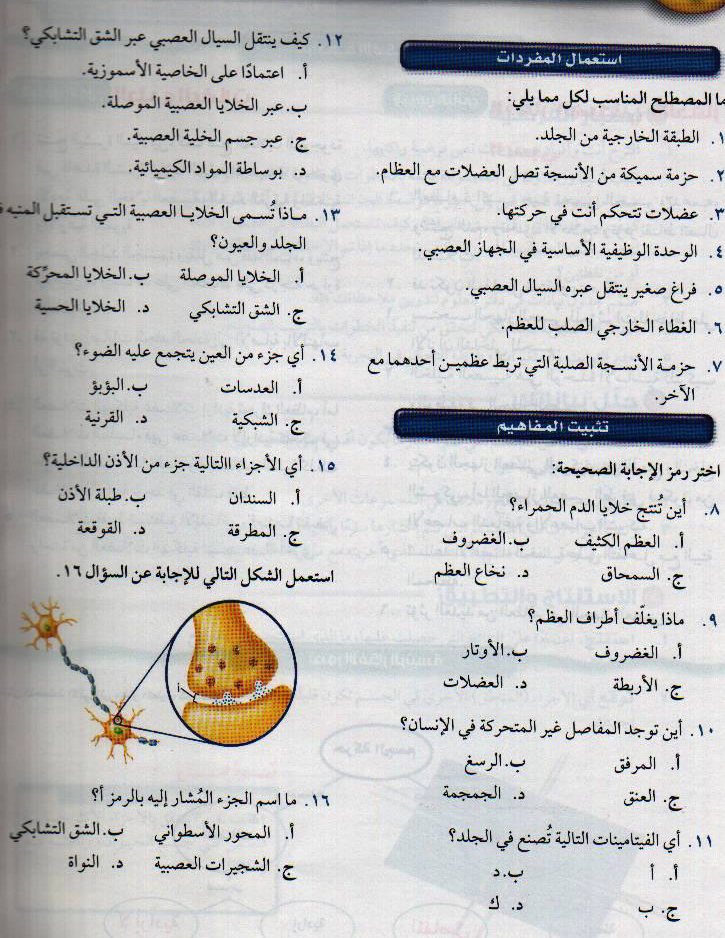 استعمال المفردات
ما المصطلح المناسب لكل مما يلي:
١. الطبقة الخارجية من الجلد.
٢. حزمة سميكة من الأنسجة تصل العضلات مع العظام.
٣. عضلات تتحكم أنت في حركتها.
٤. الوحدة الوظيفية الأساسية في الجهاز العصبي.
٥. فراغ صغير ينتقل عبره السيال العصبي.
٦. الغطاء الخارجي الصلب للعظم.
٧. حزمة الأنسجة الصلبة التي تربط عظمين أحدهما مع
الآخر.
تثبيت المفاهيم
اختر رمز الإجابة الصحيحة:
٨. أين تُنتج خلايا الدم الحمراء؟
أ. العظم الكثيف ب. الغضروف
ج. السمحاق د. نخاع العظم
٩. ماذا يغلّف أطراف العظم؟
أ. الغضروف ب. الأوتار
ج. الأربطة د. العضلات
١٠. أين توجد المفاصل غير المتحركة في الإنسان؟
أ. المرفق ب. الرسغ
ج. العنق د. الجمجمة
١١. أي الفيتامينات التالية تُصنع في الجلد؟
أ. أ ب. د
ج. ب د. ك
١٢. كيف ينتقل السيال العصبي عبر الشق التشابكي؟
أ. اعتمادًا على الخاصية الأسموزية.
ب. عبر الخلايا العصبية الموصلة.
ج. عبر جسم الخلية العصبية.
د. بوساطة المواد الكيميائية.
١٣. ماذا تُسمى الخلايا العصبية التي تستقبل المنبه
الجلد والعيون؟
أ. الخلايا الموصلة ب. الخلايا المحرّكة
ج. الشق التشابكي د. الخلايا الحسية
١٤. أي جزء من العين يتجمع عليه الضوء؟
أ. العدسات ب. البؤبؤ
ج. الشبكية د. القرنية
١٥. أي الأجزاء االتالية جزء من الأذن الداخلية؟
أ. السندان ب. طبلة الأذن
ج. المطرقة د. القوقعة
استعمل الشكل التالي للإجابة عن السؤال ١٦.
أ
١٦. ما اسم الجزء المُشار إليه بالرمز أ؟
أ. المحور الأسطواني ب. الشق التشابكي
ج. الشجيرات العصبية د. النواة